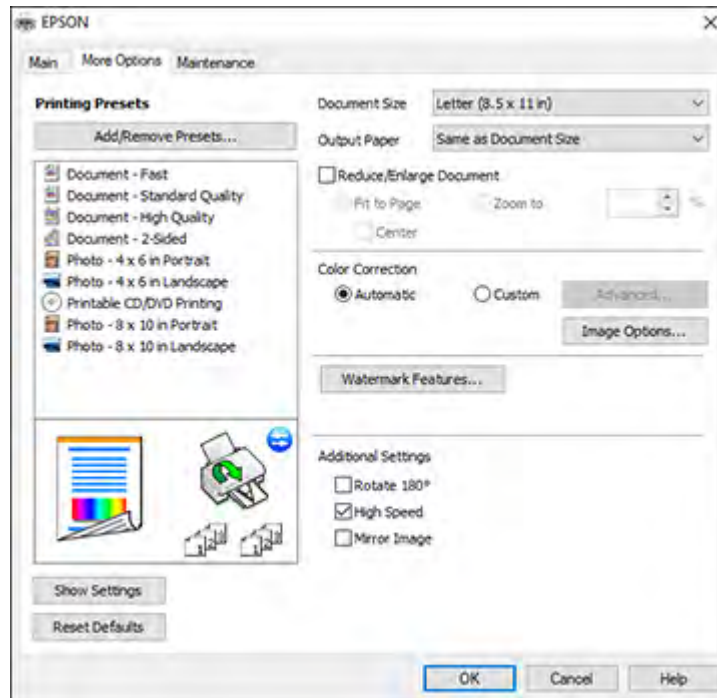 EPSON
Main
More Options
Maintenance
Printing Presets
Add/Remove Presets...
Document - Fast
Document - Standard Quality
Document - High Quality
Document - 2-Sided
Photo - 4 x 6 in Portrait
Photo - 4 x 6 in Landscape
Printable CD/DVD Printing
Photo - 8 x 10 in Portrait
Photo - 8 x 10 in Landscape
Show Settings
Reset Defaults
Document Size
Letter (8.5 x 11 in)
Output Paper
Same as Document Size
Reduce/Enlarge Document
Fit to Page
Zoom to
%
Center
Color Correction
Automatic
Custom
Advanced...
Image Options...
Watermark Features...
Additional Settings
Rotate 180°
High Speed
Mirror Image
OK
Cancel
Help